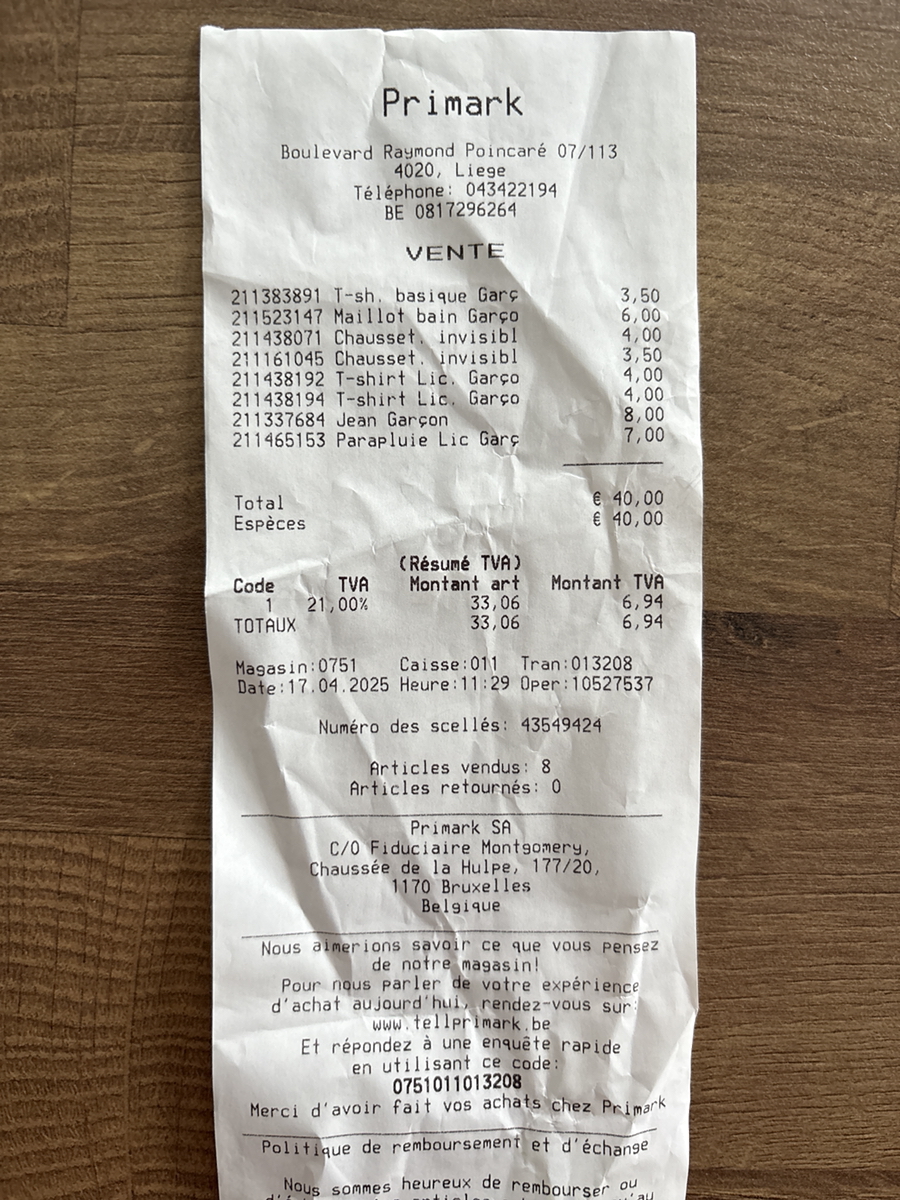 Primark
Boulevard Raymond Poincaré 07/113
4020, Liege
Téléphone: 043422194
BE 0817296264
VENTE
211383891 T-sh. basique Garç 3,50
211523147 Maillot bain Garço 6,00
211438071 Chausset. invisibl 4,00
211161045 Chausset. invisibl 3,50
211438192 T-shirt Lic. Garço 4,00
211438194 T-shirt Lic. Garço 4,00
211337684 Jean Garçon 8,00
211465153 Parapluie Lic Garç 7,00
Total € 40,00
Espèces € 40,00
(Résumé TVA)
Code TVA Montant art Montant TVA
1 21,00% 33,06 6,94
TOTAUX 33,06 6,94
Magasin:0751 Caisse:011 Tran:013208
Date:17.04.2025 Heure:11:29 Oper:10527537
Numéro des scellés: 43549424
Articles vendus: 8
Articles retournés: 0
Primark SA
C/O Fiduciaire Montgomery,
Chaussée de la Hulpe, 177/20,
1170 Bruxelles
Belgique
Nous aimerions savoir ce que vous pensez
de notre magasin!
Pour nous parler de votre expérience
d'achat aujourd'hui, rendez-vous sur:
www.tellprimark.be
Et répondez à une enquête rapide
en utilisant ce code:
0751011013208
Merci d'avoir fait vos achats chez Primark
Politique de remboursement et d'échange
Nous sommes heureux de rembourser ou